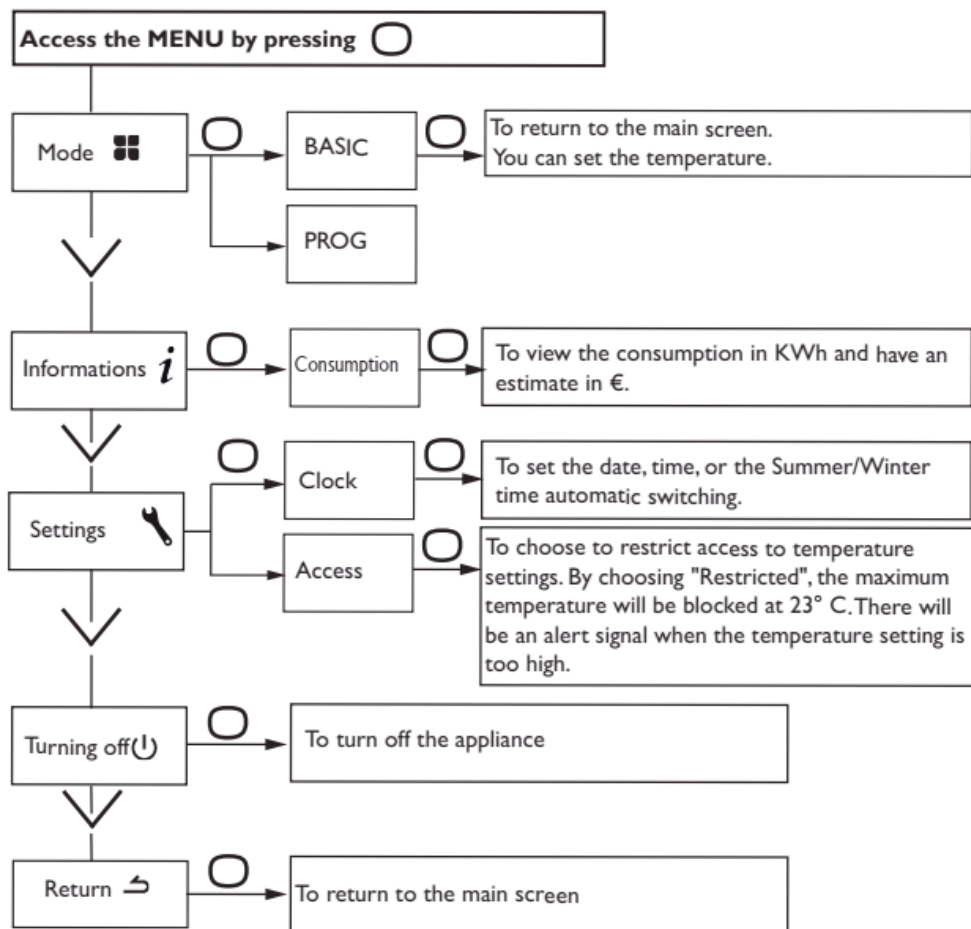 Access the MENU by pressing
Mode
BASIC
To return to the main screen.
You can set the temperature.
PROG
Informations i
Consumption
To view the consumption in KWh and have an
estimate in €.
Settings
Clock
To set the date, time, or the Summer/Winter
time automatic switching.
Access
To choose to restrict access to temperature
settings. By choosing "Restricted", the maximum
temperature will be blocked at 23° C. There will
be an alert signal when the temperature setting is
too high.
Turning off
To turn off the appliance
Return
To return to the main screen